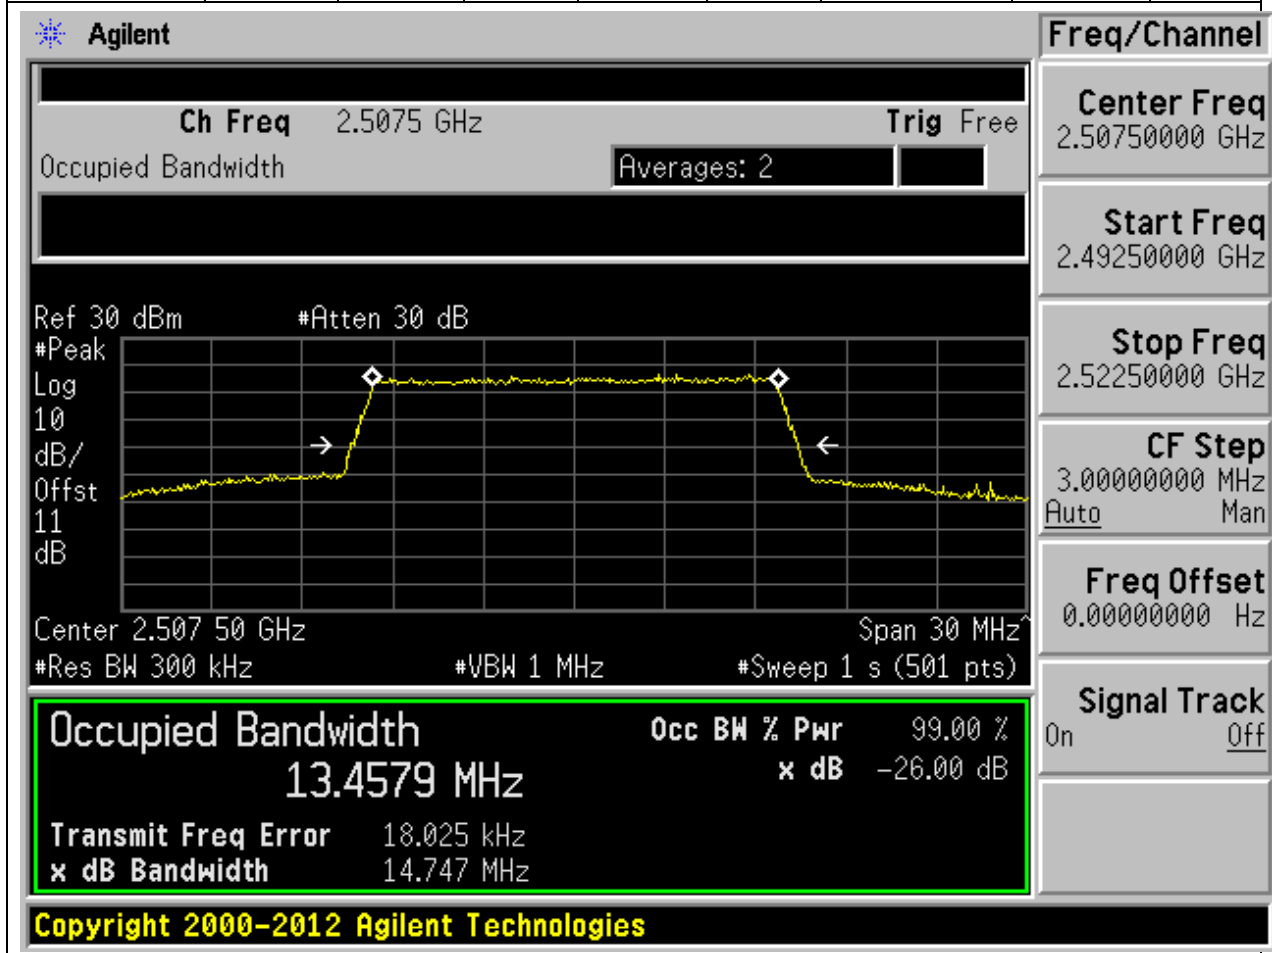 Agilent
Freq/Channel
Ch Freq 2.5075 GHz Trig Free
Occupied Bandwidth Averages: 2
Ref 30 dBm #Atten 30 dB
#Peak
Log
10
dB/
Offst
11
dB
Center 2.507 50 GHz Span 30 MHz^
#Res BW 300 kHz #VBW 1 MHz #Sweep 1 s (501 pts)
Occupied Bandwidth Occ BW % Pwr 99.00 %
13.4579 MHz x dB -26.00 dB
Transmit Freq Error 18.025 kHz
x dB Bandwidth 14.747 MHz
Copyright 2000-2012 Agilent Technologies
Center Freq
2.50750000 GHz
Start Freq
2.49250000 GHz
Stop Freq
2.52250000 GHz
CF Step
3.00000000 MHz
Auto Man
Freq Offset
0.00000000 Hz
Signal Track
On Off